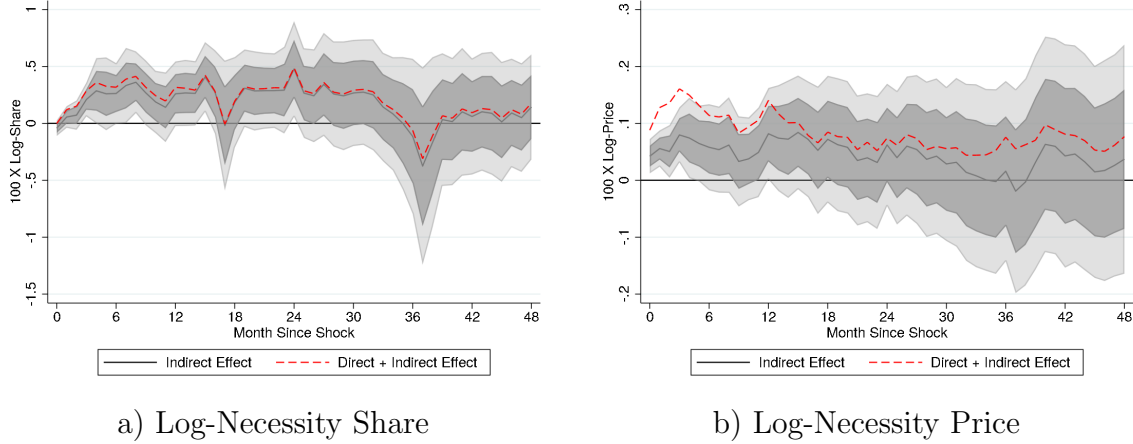 100 X Log-Share
1
.5
0
-.5
-1
-1.5
0 6 12 18 24 30 36 42 48
Month Since Shock
Indirect Effect Direct + Indirect Effect
a) Log-Necessity Share
100 X Log-Price
.3
.2
.1
0
-.1
-.2
0 6 12 18 24 30 36 42 48
Month Since Shock
Indirect Effect Direct + Indirect Effect
b) Log-Necessity Price